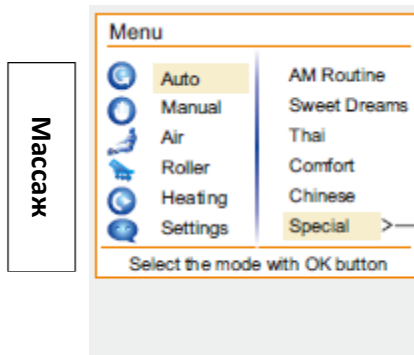 Массаж
Menu
Auto
Manual
Air
Roller
Heating
Settings
AM Routine
Sweet Dreams
Thai
Comfort
Chinese
Special >
Select the mode with OK button